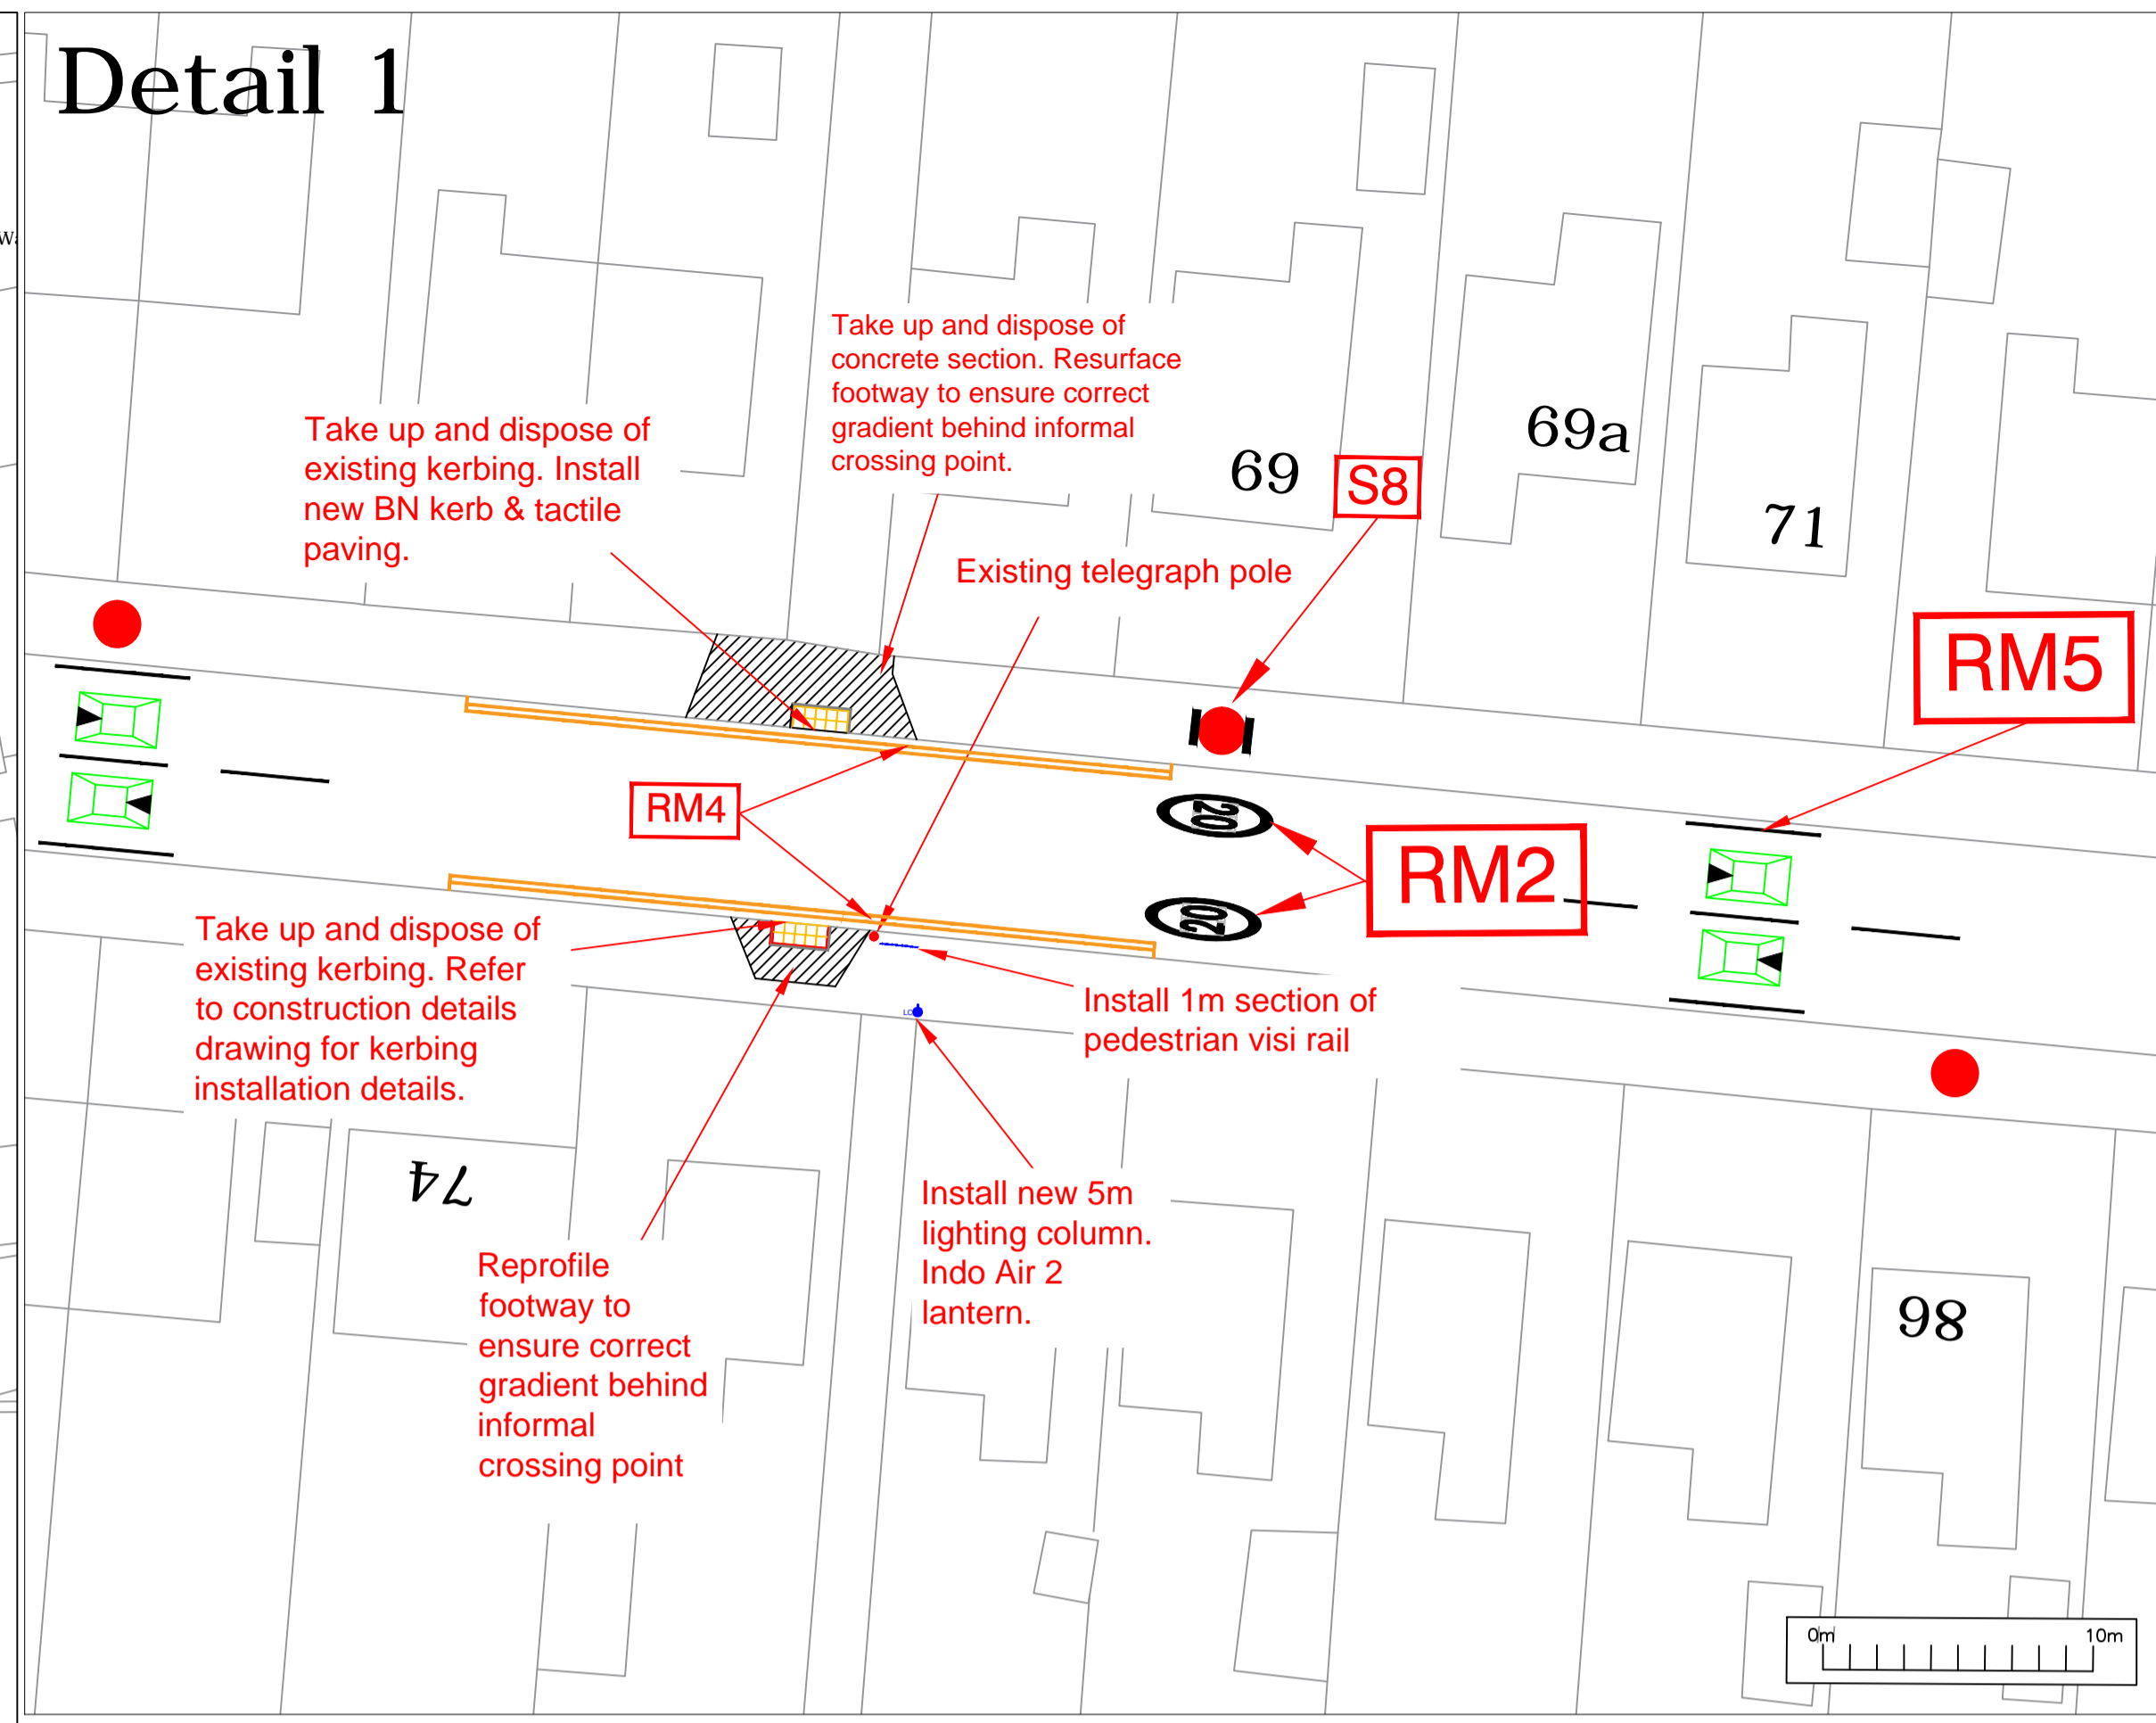 Detail 1
Take up and dispose of
concrete section. Resurface
footway to ensure correct
gradient behind informal
crossing point.
Take up and dispose of
existing kerbing. Install
new BN kerb & tactile
paving.
69
S8
69a
71
Existing telegraph pole
RM5
RM4
20
RM2
20
Take up and dispose of
existing kerbing. Refer
to construction details
drawing for kerbing
installation details.
Install 1m section of
pedestrian visi rail
74
Install new 5m
lighting column.
Indo Air 2
lantern.
Reprofile
footway to
ensure correct
gradient behind
informal
crossing point
86
0m 10m